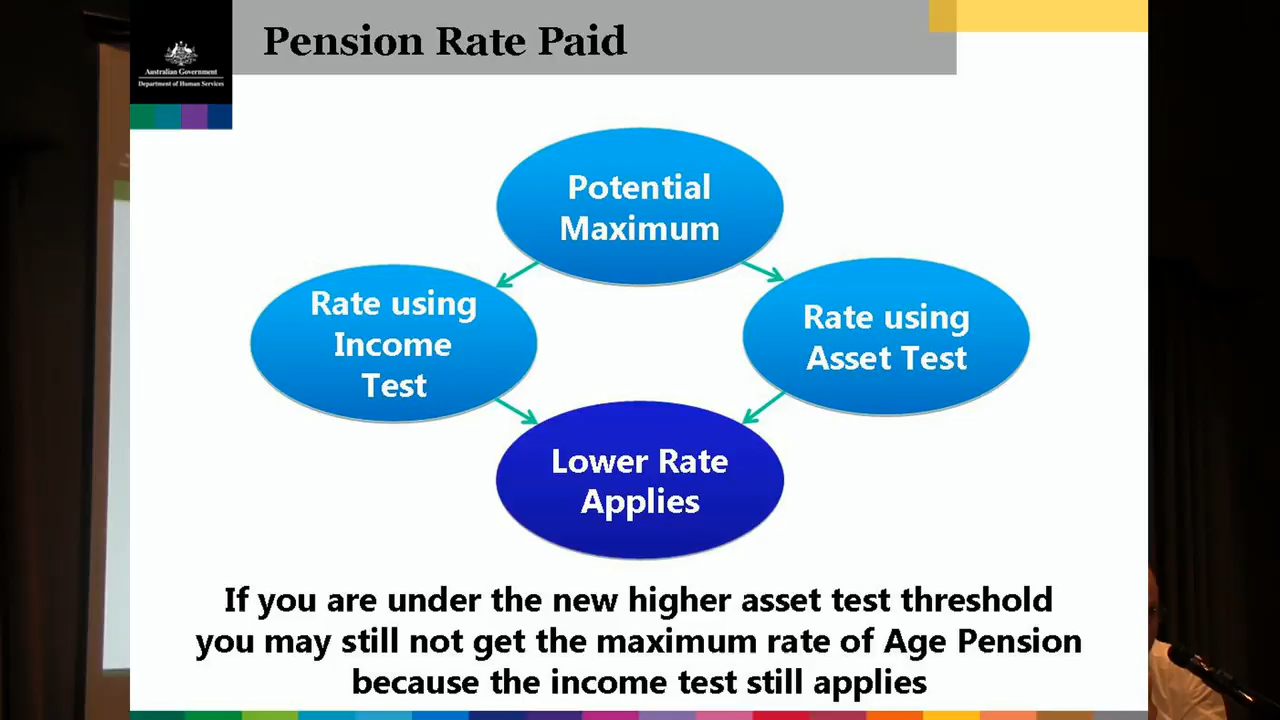 Pension Rate Paid
Australian Government
Department of Human Services
Potential
Maximum
Rate using
Income
Test
Rate using
Asset Test
Lower Rate
Applies
If you are under the new higher asset test threshold
you may still not get the maximum rate of Age Pension
because the income test still applies